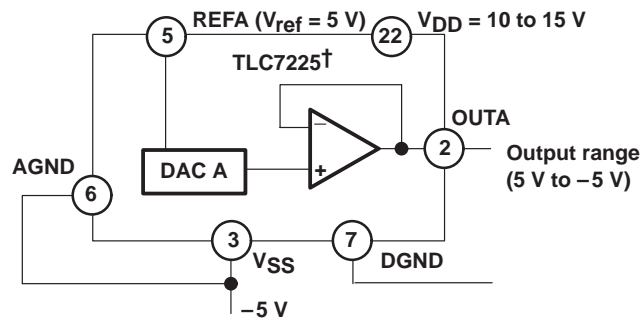 5
REFA (Vref = 5 V)
22
VDD = 10 to 15 V
TLC7225†
OUTA
−
2
+
DAC A
Output range
(5 V to −5 V)
AGND
6
3
VSS
7
DGND
−5 V